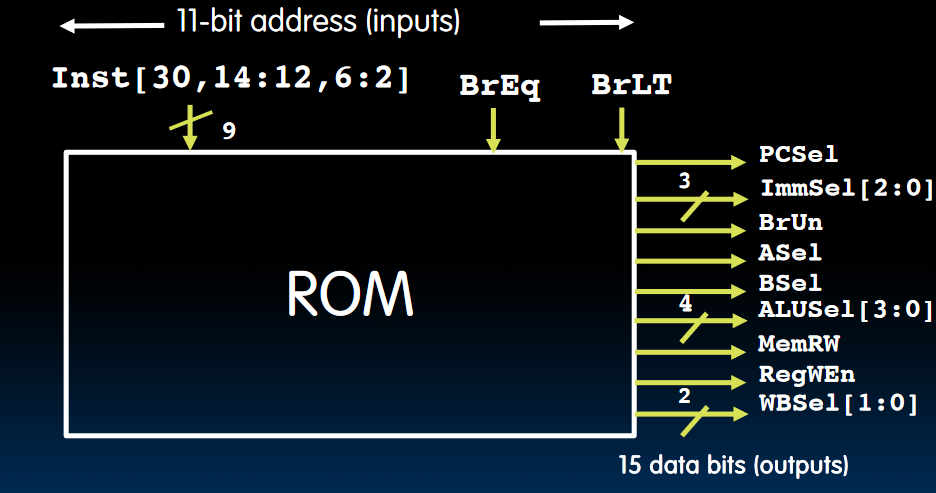 11-bit address (inputs)
Inst[30,14:12,6:2]
BrEq
BrLT
9
ROM
PCSel
3
ImmSel[2:0]
BrUn
ASel
BSel
4
ALUSel[3:0]
MemRW
RegWEn
2
WBSel[1:0]
15 data bits (outputs)